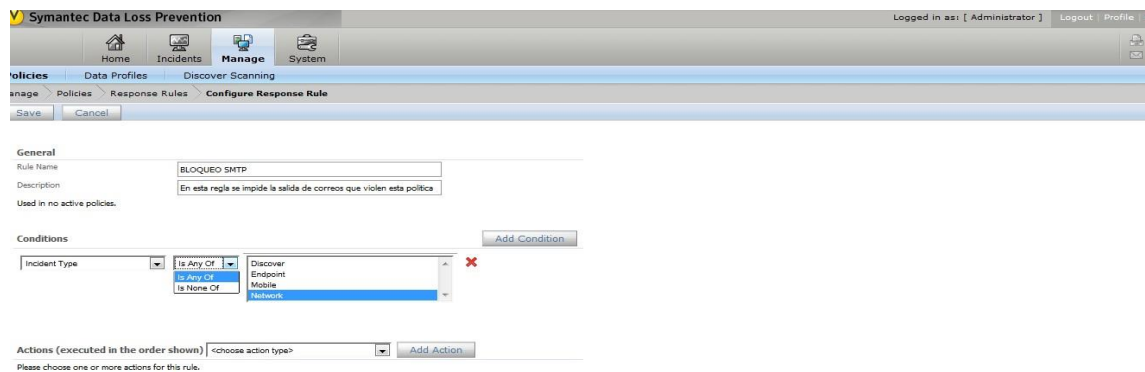 Symantec Data Loss Prevention
Logged in as: [ Administrator ] Logout | Profile |
Home Incidents Manage System
olicies Data Profiles Discover Scanning
anage Policies Response Rules Configure Response Rule
Save Cancel
General
Rule Name BLOQUEO SMTP
Description En esta regla se impide la salida de correos que violen esta politica
Used in no active policies.
Conditions Add Condition
Incident Type Is Any Of Discover
Endpoint
Is Any Of Mobile
Is None Of Network
Actions (executed in the order shown) <choose action type> Add Action
Please choose one or more actions for this rule.